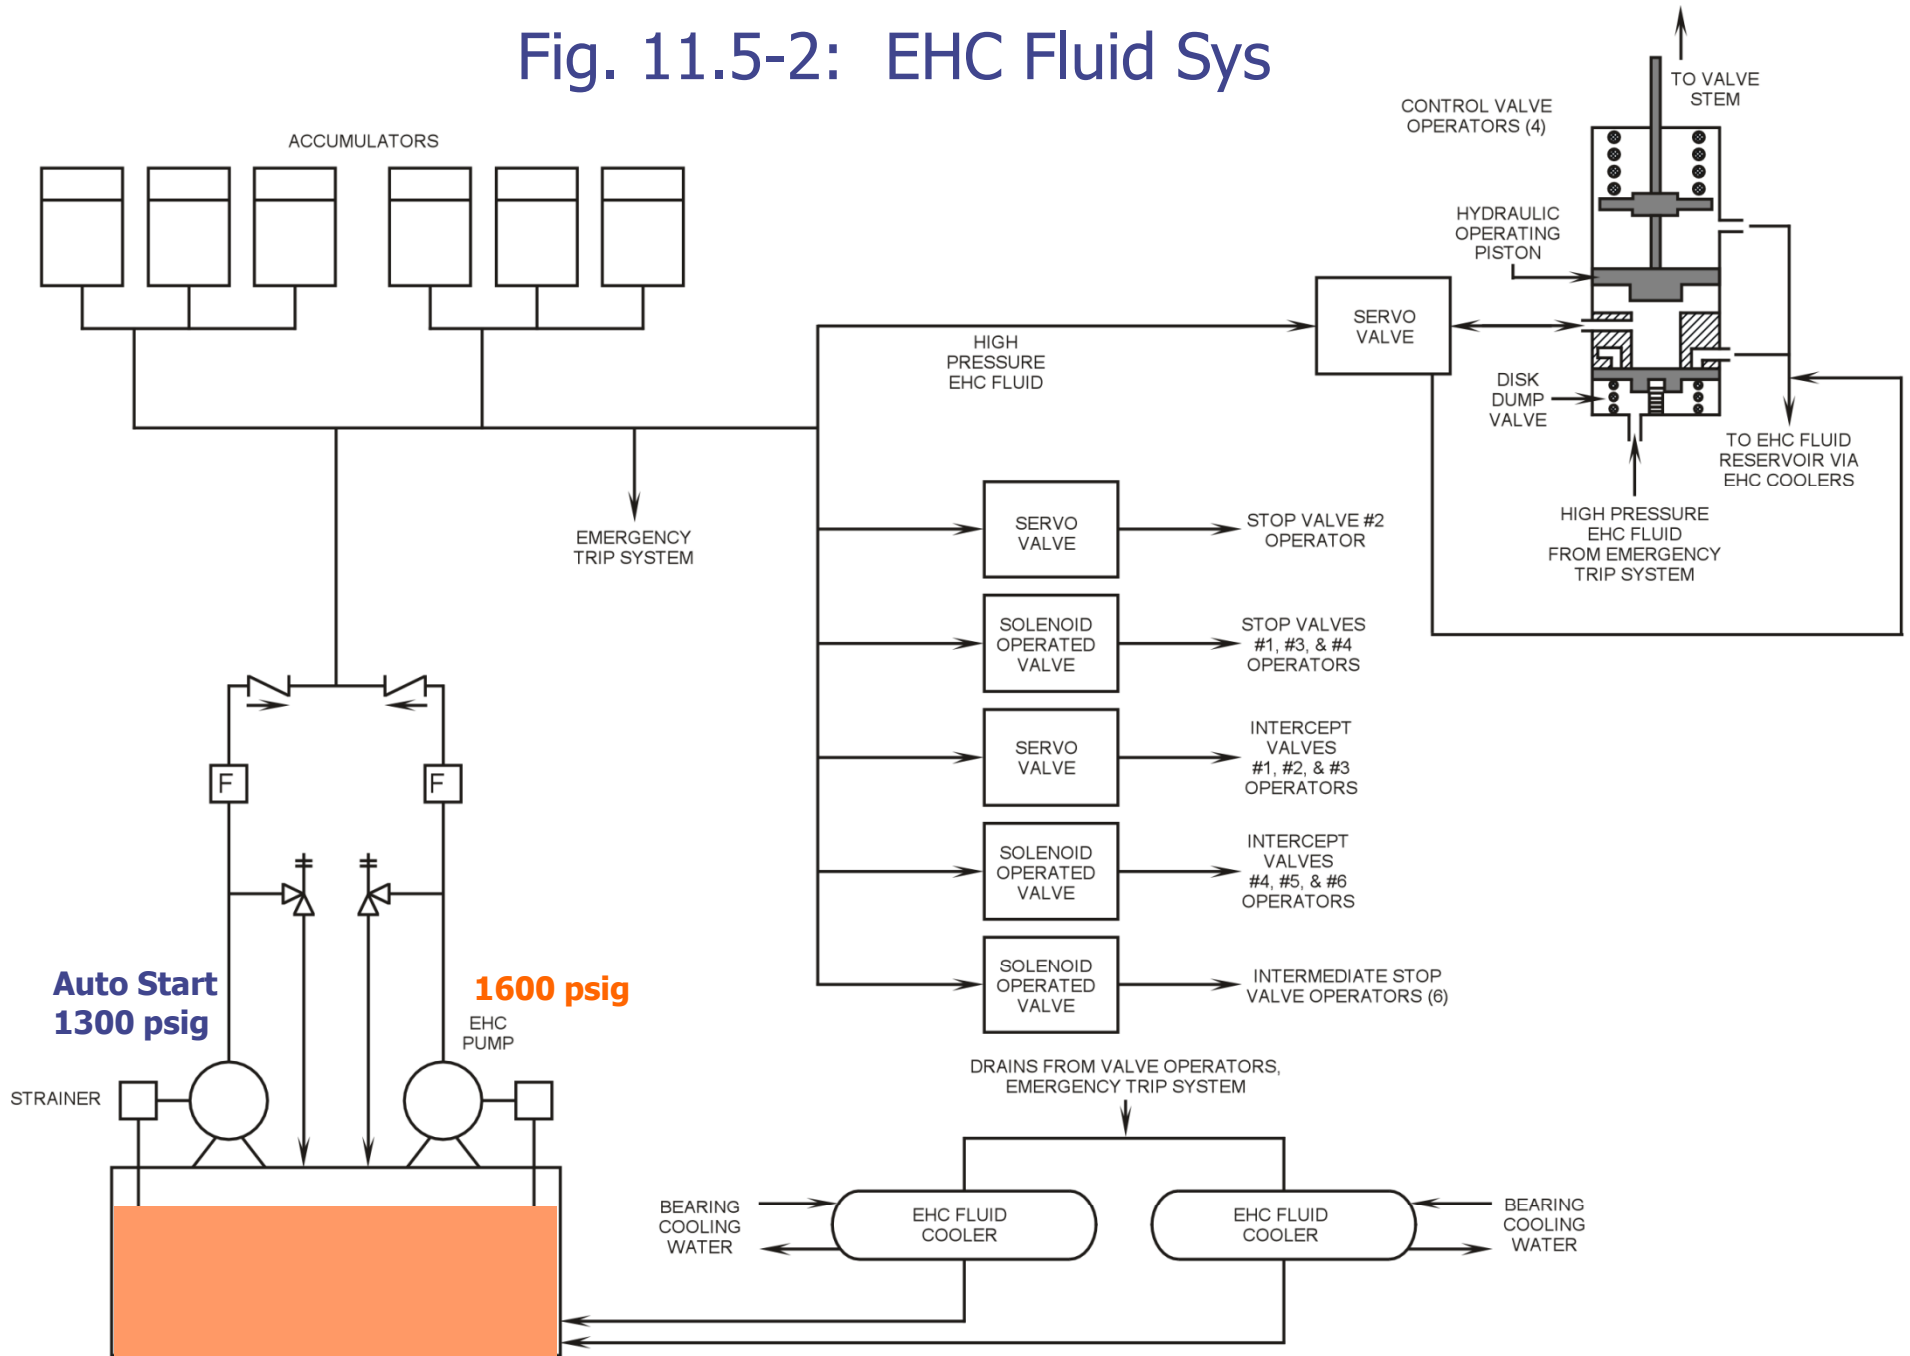 Fig. 11.5-2: EHC Fluid Sys
TO VALVE
STEM
CONTROL VALVE
OPERATORS (4)
ACCUMULATORS
HYDRAULIC
OPERATING
PISTON
SERVO
VALVE
HIGH
PRESSURE
EHC FLUID
DISK
DUMP
VALVE
TO EHC FLUID
RESERVOIR VIA
EHC COOLERS
HIGH PRESSURE
EHC FLUID
FROM EMERGENCY
TRIP SYSTEM
EMERGENCY
TRIP SYSTEM
SERVO
VALVE
STOP VALVE #2
OPERATOR
SOLENOID
OPERATED
VALVE
STOP VALVES
#1, #3, & #4
OPERATORS
SERVO
VALVE
INTERCEPT
VALVES
#1, #2, & #3
OPERATORS
SOLENOID
OPERATED
VALVE
INTERCEPT
VALVES
#4, #5, & #6
OPERATORS
SOLENOID
OPERATED
VALVE
INTERMEDIATE STOP
VALVE OPERATORS (6)
F
F
Auto Start
1300 psig
1600 psig
EHC
PUMP
STRAINER
DRAINS FROM VALVE OPERATORS,
EMERGENCY TRIP SYSTEM
BEARING
COOLING
WATER
EHC FLUID
COOLER
EHC FLUID
COOLER
BEARING
COOLING
WATER